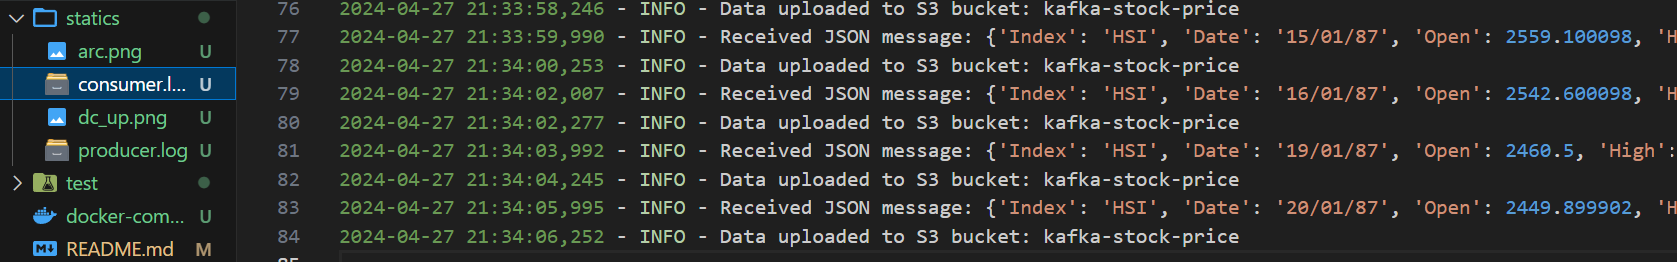 statics
arc.png U
consumer.l... U
dc_up.png U
producer.log U
test
docker-com... U
README.md M
76 2024-04-27 21:33:58,246 - INFO - Data uploaded to S3 bucket: kafka-stock-price
77 2024-04-27 21:33:59,990 - INFO - Received JSON message: {'Index': 'HSI', 'Date': '15/01/87', 'Open': 2559.100098, 'H
78 2024-04-27 21:34:00,253 - INFO - Data uploaded to S3 bucket: kafka-stock-price
79 2024-04-27 21:34:02,007 - INFO - Received JSON message: {'Index': 'HSI', 'Date': '16/01/87', 'Open': 2542.600098, 'H
80 2024-04-27 21:34:02,277 - INFO - Data uploaded to S3 bucket: kafka-stock-price
81 2024-04-27 21:34:03,992 - INFO - Received JSON message: {'Index': 'HSI', 'Date': '19/01/87', 'Open': 2460.5, 'High':
82 2024-04-27 21:34:04,245 - INFO - Data uploaded to S3 bucket: kafka-stock-price
83 2024-04-27 21:34:05,995 - INFO - Received JSON message: {'Index': 'HSI', 'Date': '20/01/87', 'Open': 2449.899902, 'H
84 2024-04-27 21:34:06,252 - INFO - Data uploaded to S3 bucket: kafka-stock-price